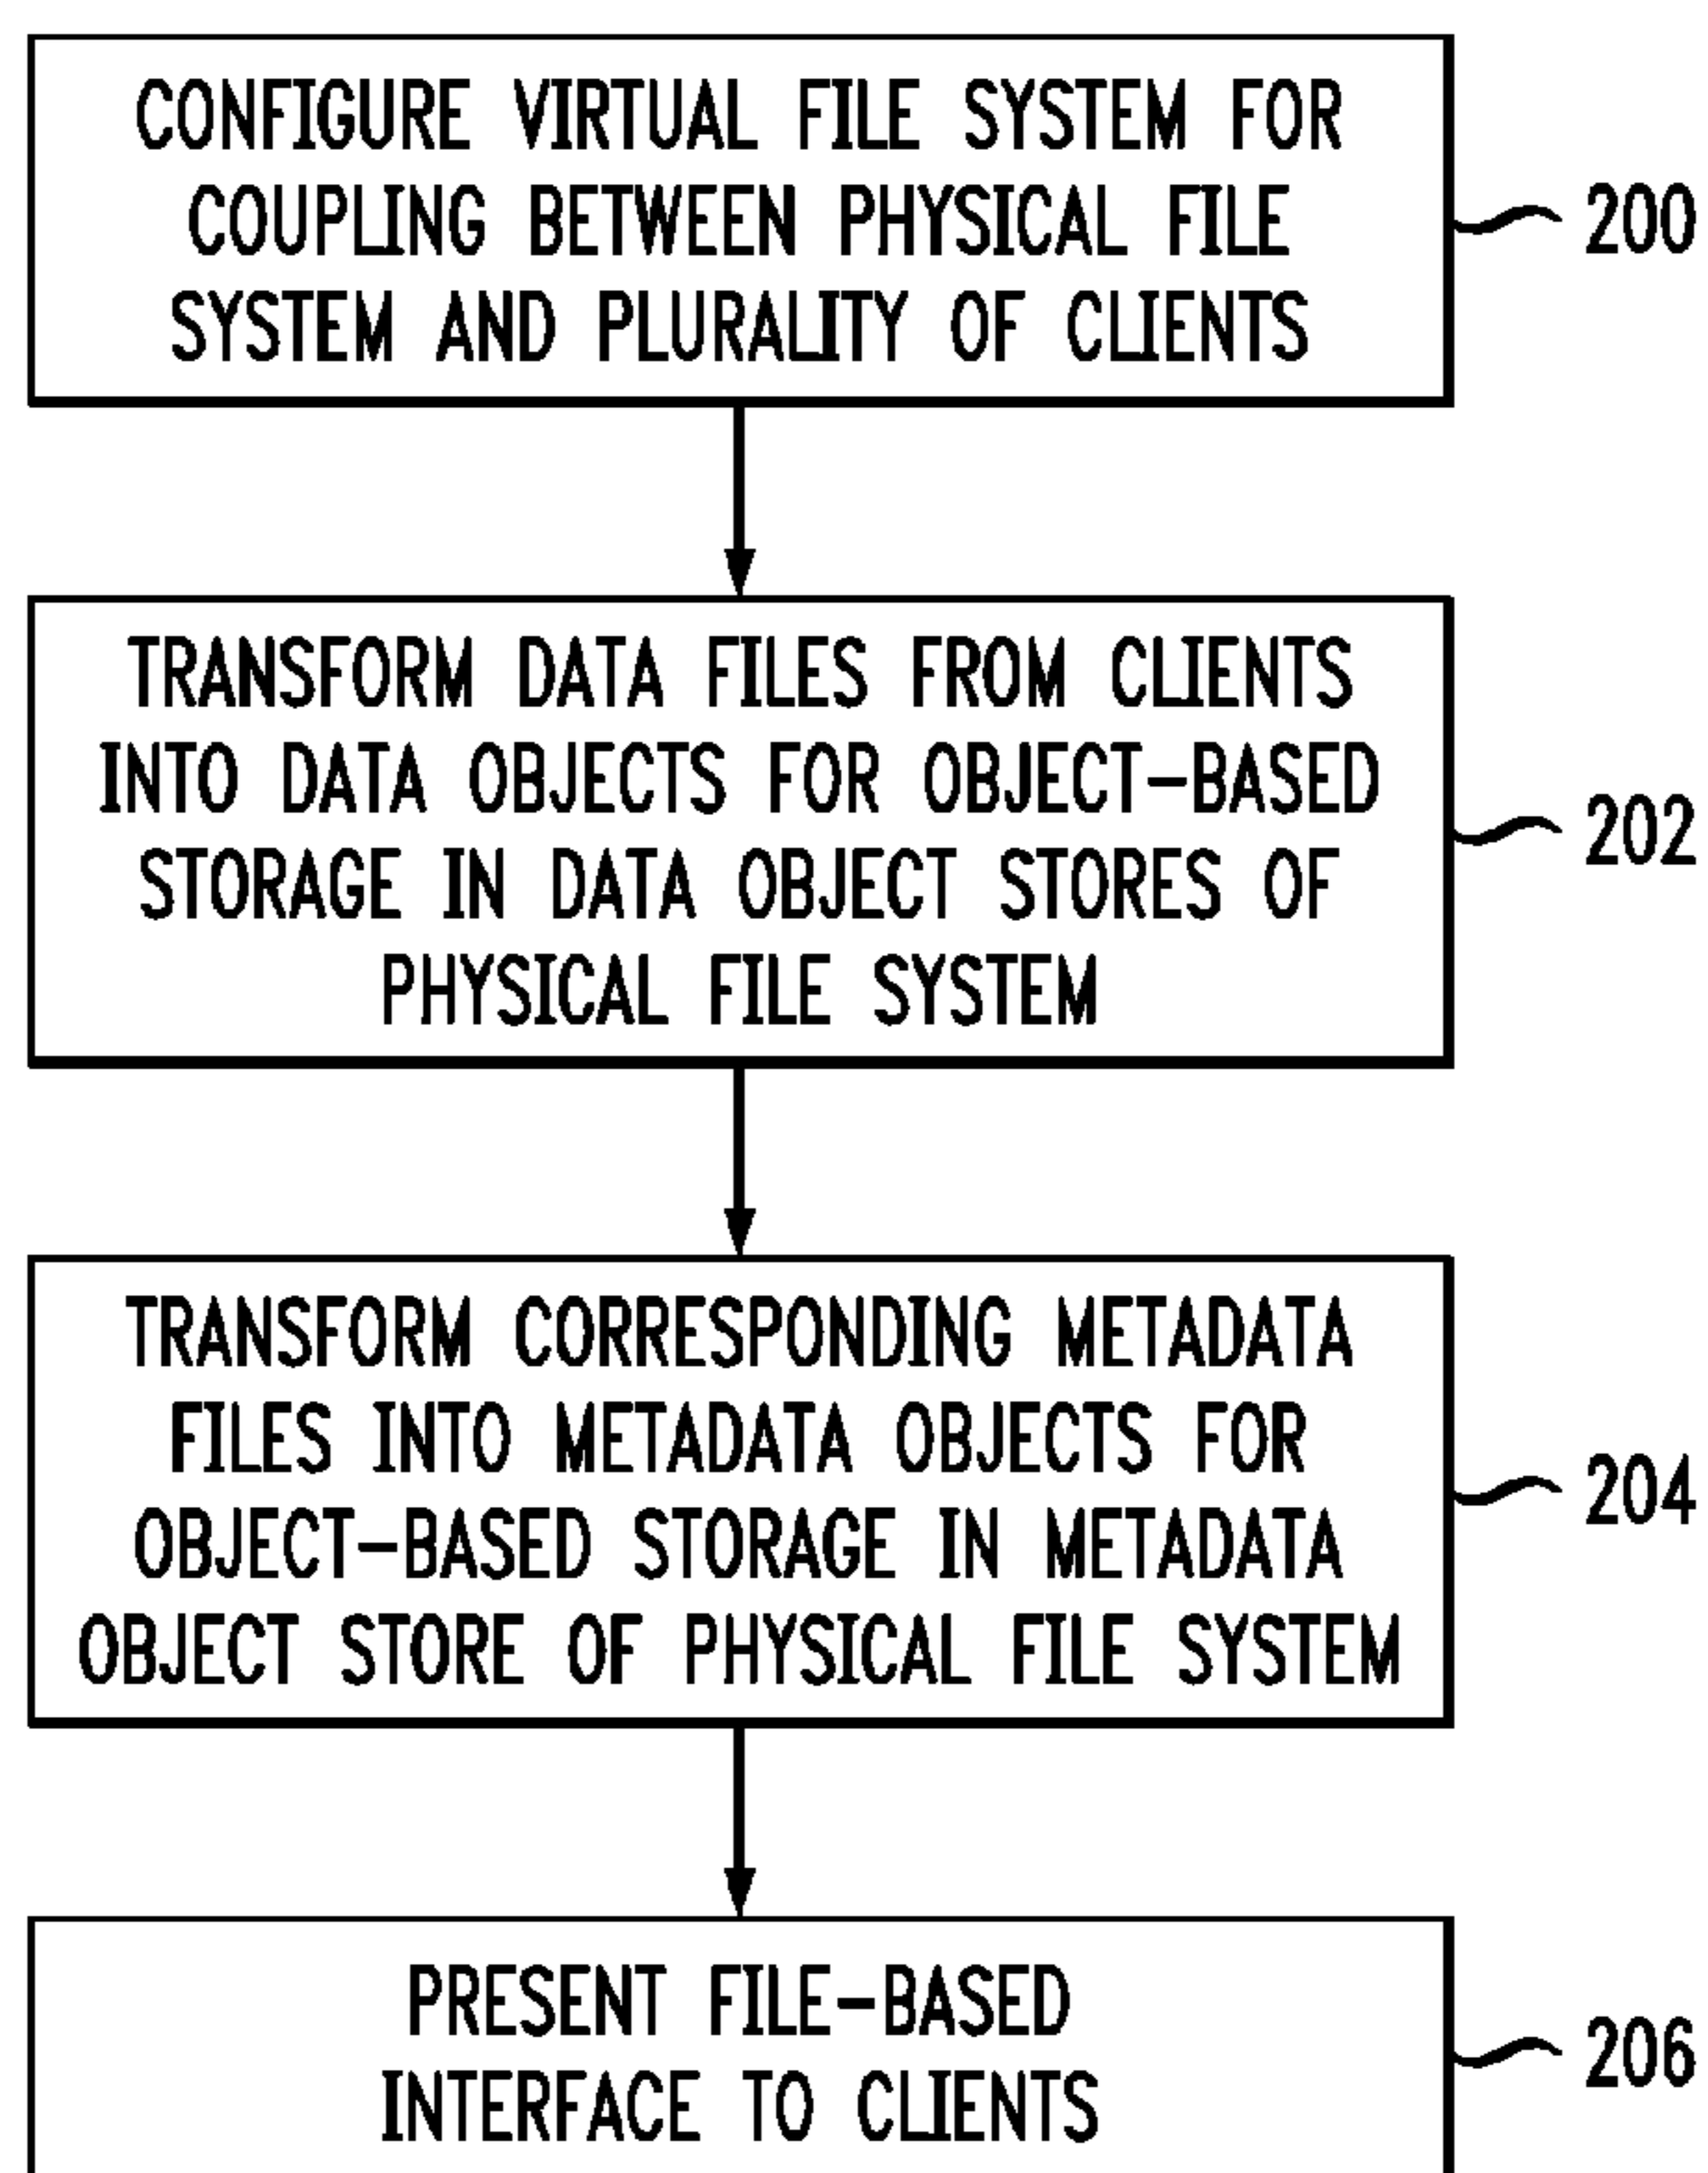 CONFIGURE VIRTUAL FILE SYSTEM FOR
COUPLING BETWEEN PHYSICAL FILE
SYSTEM AND PLURALITY OF CLIENTS
200
TRANSFORM DATA FILES FROM CLIENTS
INTO DATA OBJECTS FOR OBJECT-BASED
STORAGE IN DATA OBJECT STORES OF
PHYSICAL FILE SYSTEM
202
TRANSFORM CORRESPONDING METADATA
FILES INTO METADATA OBJECTS FOR
OBJECT-BASED STORAGE IN METADATA
OBJECT STORE OF PHYSICAL FILE SYSTEM
204
PRESENT FILE-BASED
INTERFACE TO CLIENTS
206